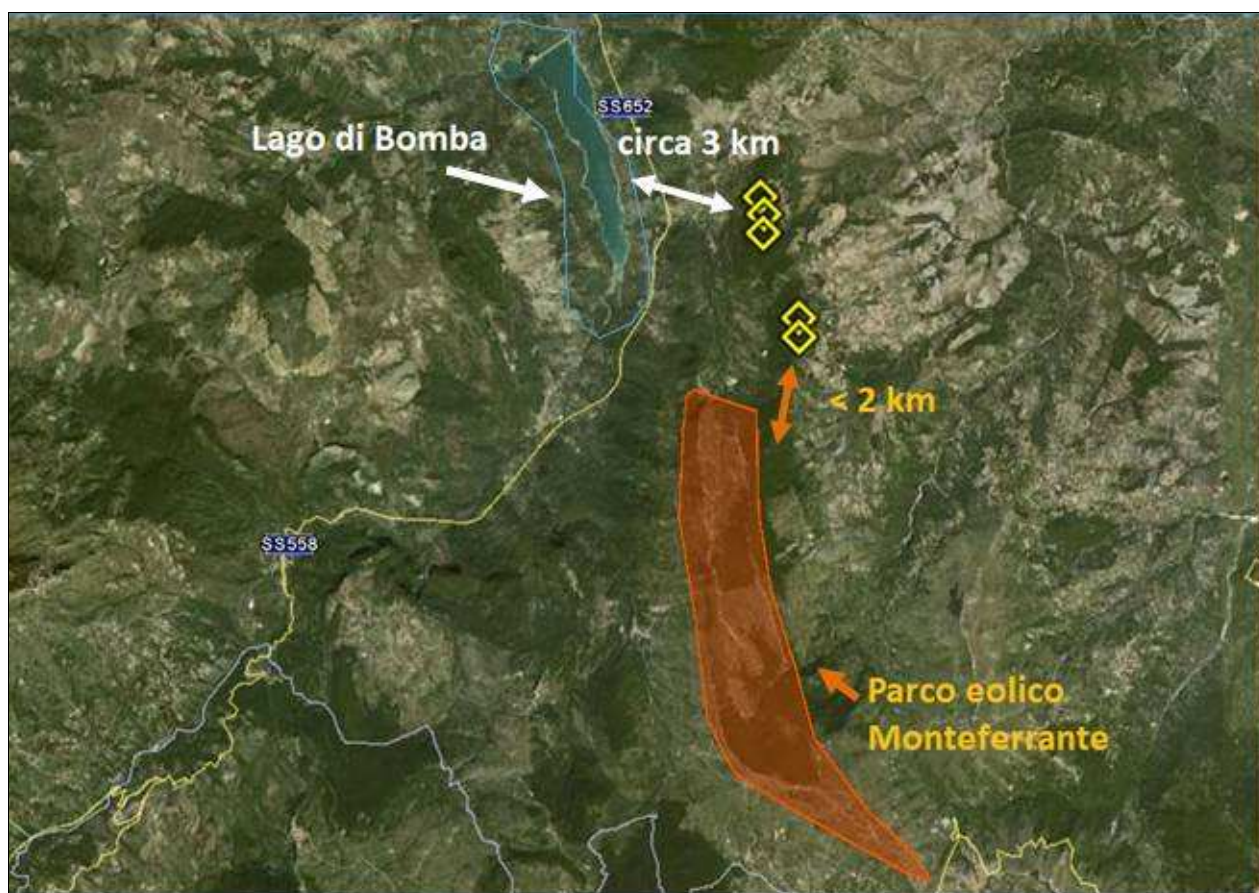 SS652
Lago di Bomba
circa 3 km
< 2 km
SS558
Parco eolico
Monteferrante